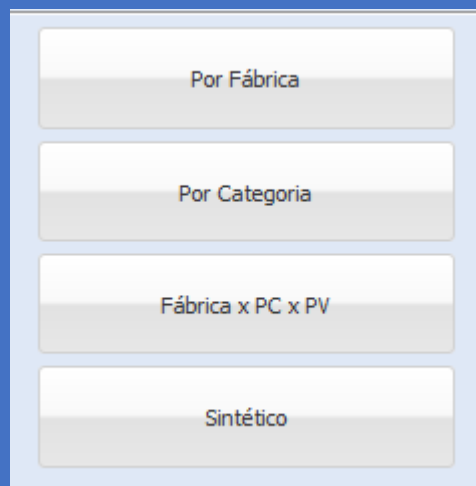 Por Fábrica
Por Categoria
Fábrica x PC x PV
Sintético